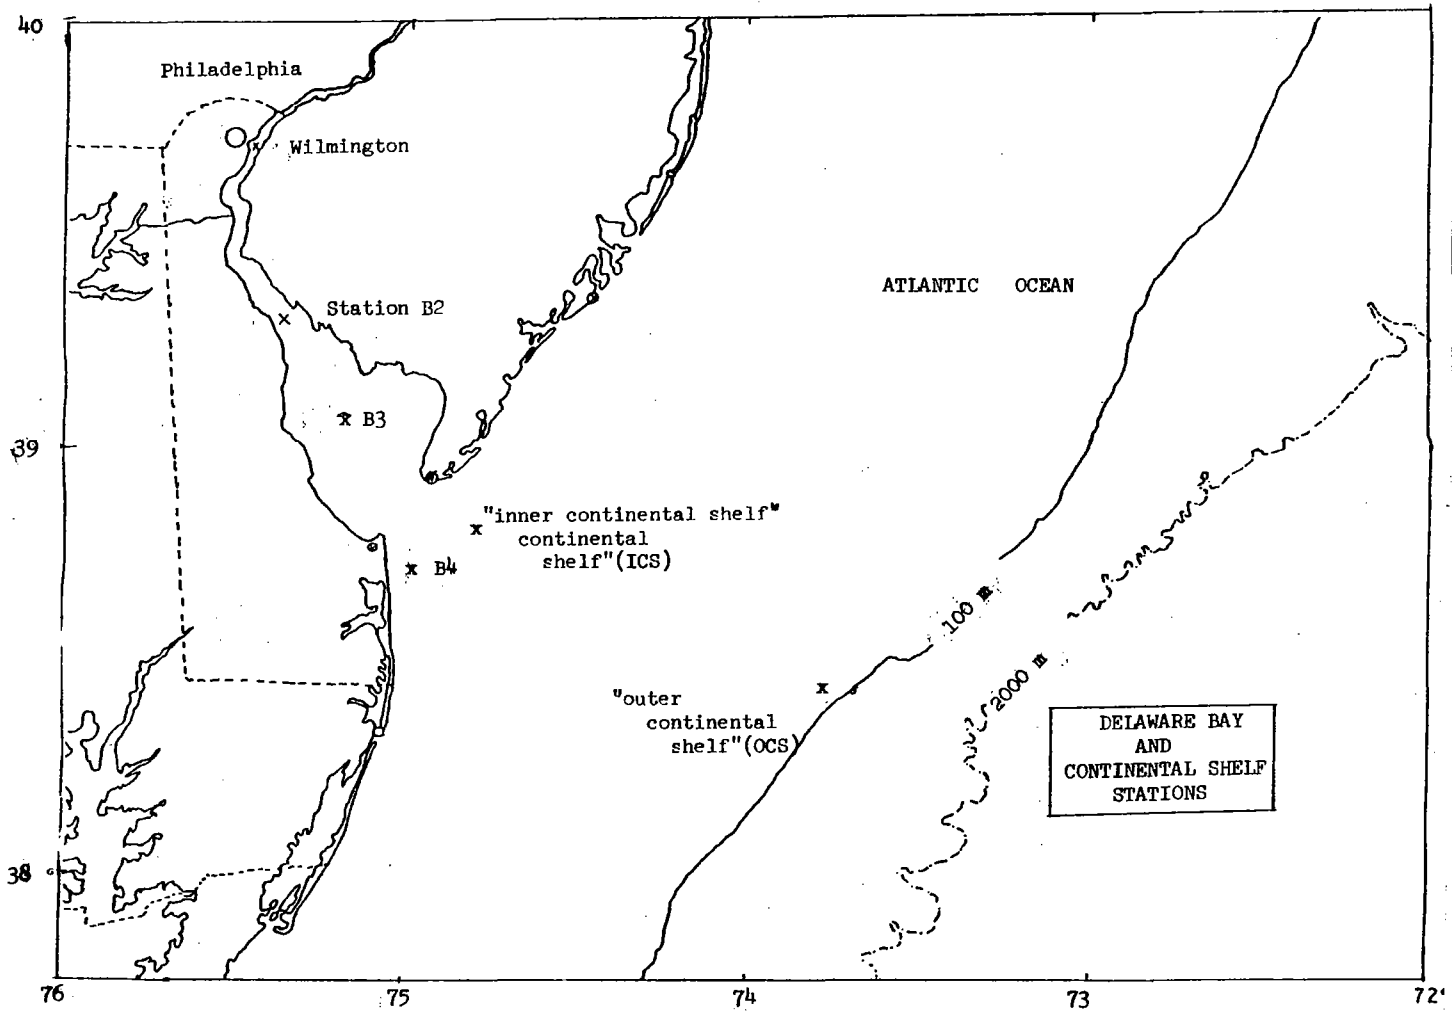 40
Philadelphia
Wilmington
ATLANTIC OCEAN
Station B2
B3
39
"inner continental shelf"
continental
shelf"(ICS)
B4
100 m
2000 m
"outer
continental
shelf"(OCS)
DELAWARE BAY
AND
CONTINENTAL SHELF
STATIONS
38
76
75
74
73
72